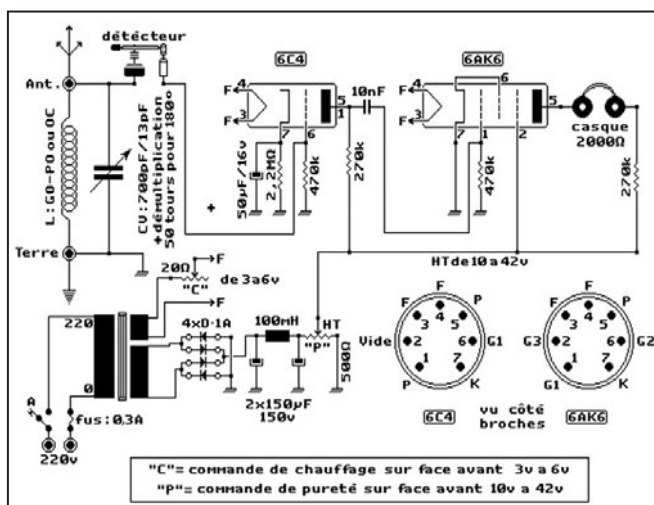 détecteur
Ant.
L:GO-PO ou OC
CV:700pF/13pF
+démultiplication
50 tours pour 180°
Terre
6C4
F 4
F 3
5
1
7 6
10nF
50µF/16v
2,2MΩ
470k
270k
+
6AK6
F 4
F 3
6
5
7 1 2
470k
casque
2000Ω
270k
HT de 10 a 42v
F
20Ω
"C"
de 3a6v
F
220
0
4xD-1A
100mH
HT
"P"
500Ω
2x150µF
150v
A
fus:0,3A
220v
F
F P
4
3 5
Vide 2 6 G1
1 7
P K
6C4
F
F P
4
3 5
G3 2 6 G2
1 7
G1 K
6AK6
vu côté
broches
"C"= commande de chauffage sur face avant 3v a 6v
"P"= commande de pureté sur face avant 10v a 42v